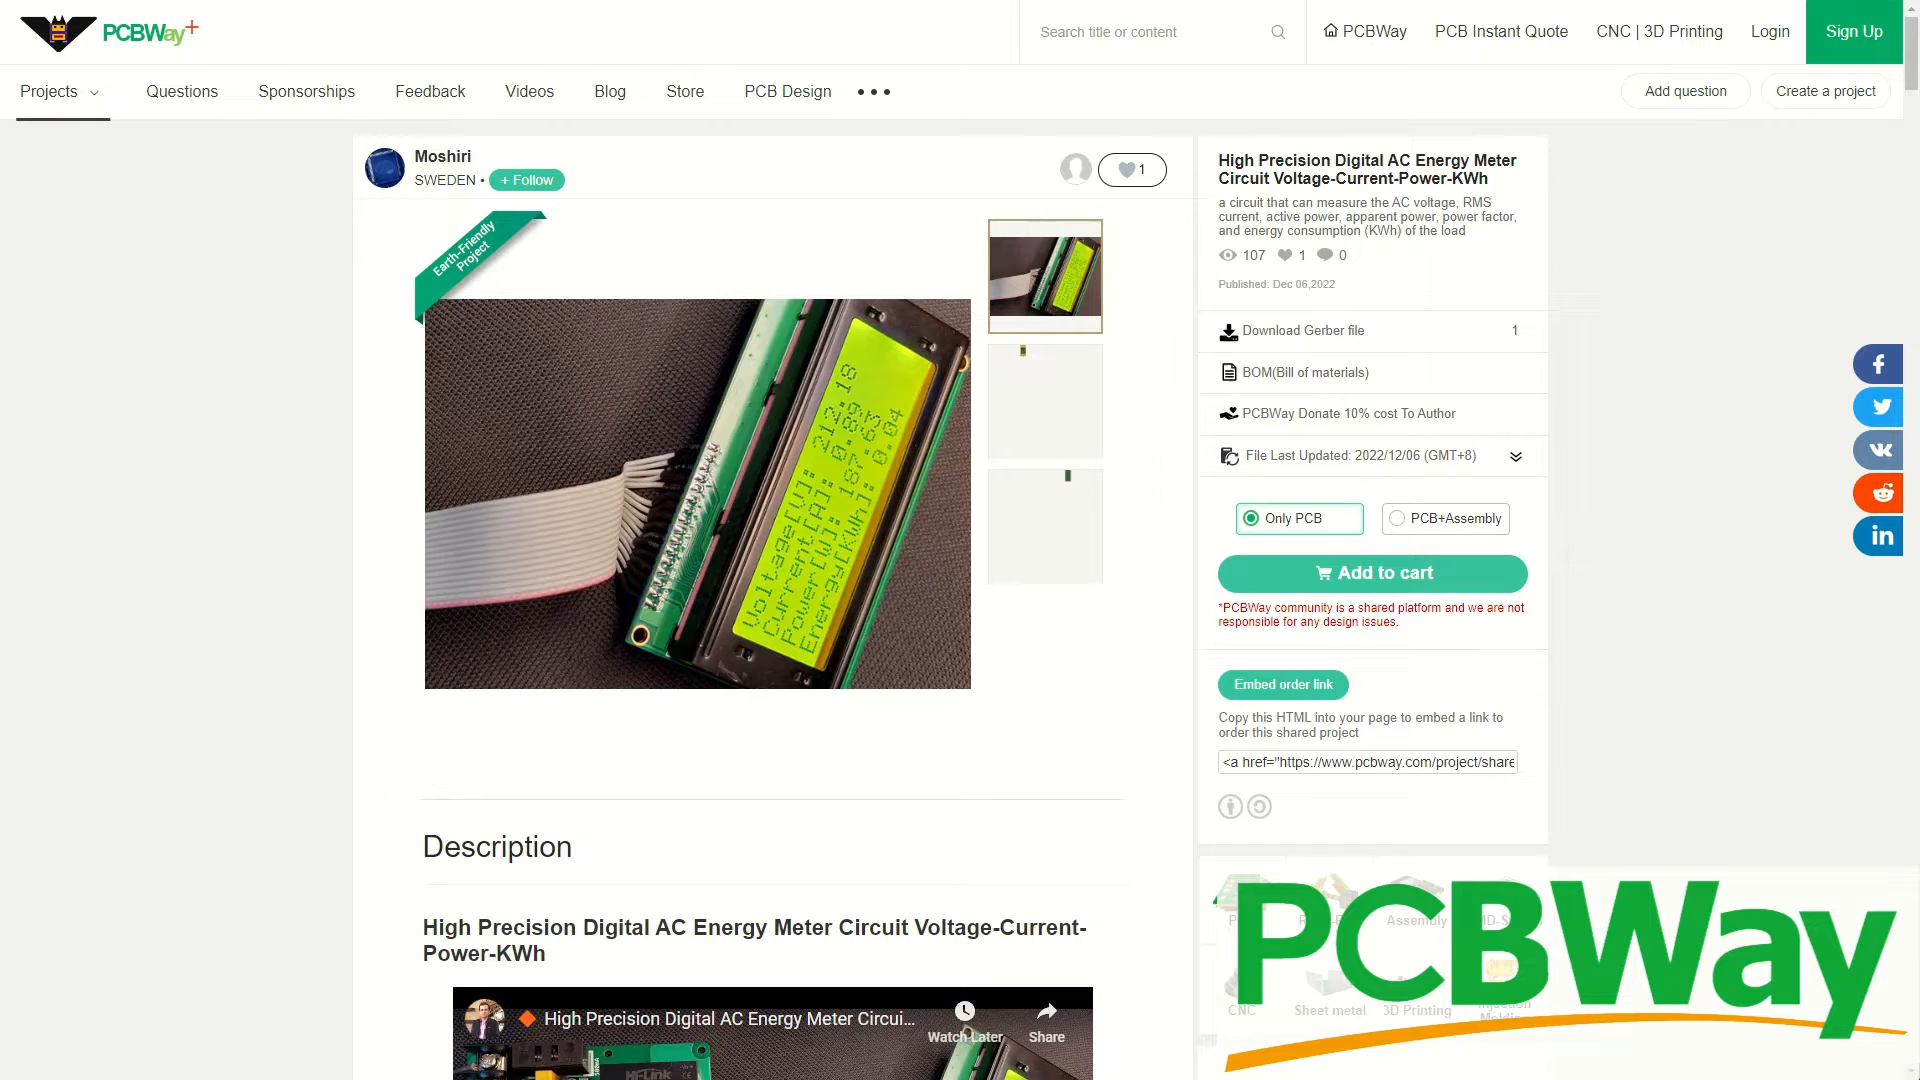 PCBWay+
Search title or content
PCBWay
PCB Instant Quote
CNC | 3D Printing
Login
Sign Up
Projects
Questions
Sponsorships
Feedback
Videos
Blog
Store
PCB Design
Add question
Create a project
Moshiri
SWEDEN •
+ Follow
1
Earth-Friendly
Project
Voltage[V]: 212.18
Power[W]: 187.63
Energy[KWh]: 0.04
High Precision Digital AC Energy Meter
Circuit Voltage-Current-Power-KWh
a circuit that can measure the AC voltage, RMS
current, active power, apparent power, power factor,
and energy consumption (KWh) of the load
107 1 0
Published: Dec 06,2022
Download Gerber file 1
BOM(Bill of materials)
PCBWay Donate 10% cost To Author
File Last Updated: 2022/12/06 (GMT+8)
Only PCB
PCB+Assembly
Add to cart
*PCBWay community is a shared platform and we are not
responsible for any design issues.
Embed order link
Copy this HTML into your page to embed a link to
order this shared project
<a href="https://www.pcbway.com/project/share
Description
High Precision Digital AC Energy Meter Circuit Voltage-Current-
Power-KWh
High Precision Digital AC Energy Meter Circui...
Watch Later
Share
HI-Link
Assembly
CNC
Sheet metal
3D Printing
PCBWay